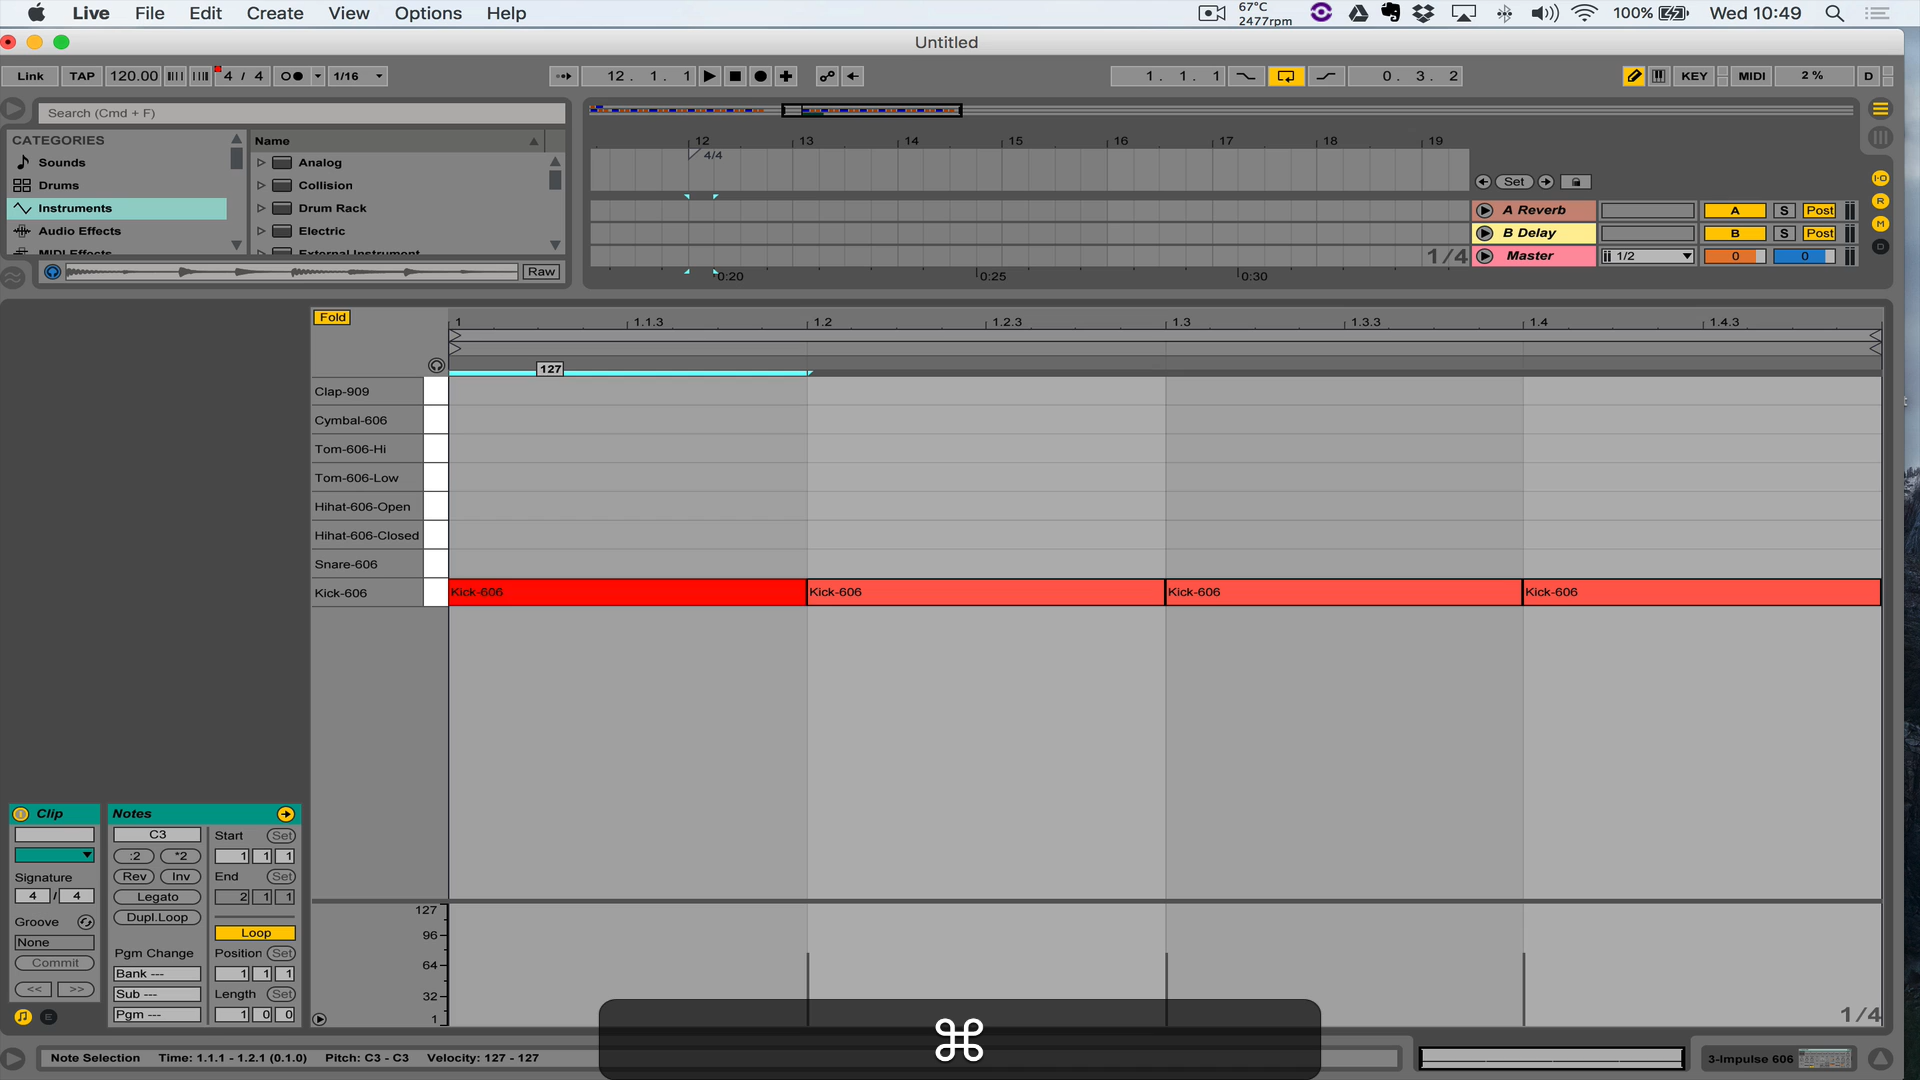 Live File Edit Create View Options Help
67°C
2477rpm
100% Wed 10:49
Untitled
Link TAP 120.00 4 / 4 1/16 12. 1. 1 1. 1. 1 0. 3. 2 KEY MIDI 2 % D
Search (Cmd + F)
CATEGORIES
Sounds
Drums
Instruments
Audio Effects
MIDI Effects
Name
Analog
Collision
Drum Rack
Electric
External Instrument
Raw
12 13 14 15 16 17 18 19
4/4
Set
A Reverb A S Post
B Delay B S Post
1/4 Master 1/2 0 0
0:20 0:25 0:30
I·O
R
M
D
Fold
1 1.1.3 1.2 1.2.3 1.3 1.3.3 1.4 1.4.3
127
Clap-909
Cymbal-606
Tom-606-Hi
Tom-606-Low
Hihat-606-Open
Hihat-606-Closed
Snare-606
Kick-606 Kick-606 Kick-606 Kick-606 Kick-606
Clip
Signature
4 / 4
Groove
None
Commit
<< >>
E
Notes
C3
:2 *2
Rev Inv
Legato
Dupl.Loop
Pgm Change
Bank ---
Sub ---
Pgm ---
Start Set
1 1 1
End Set
2 1 1
Loop
Position Set
1 1 1
Length Set
1 0 0
127
96
64
32
1
1/4
⌘
Note Selection Time: 1.1.1 - 1.2.1 (0.1.0) Pitch: C3 - C3 Velocity: 127 - 127
3-Impulse 606